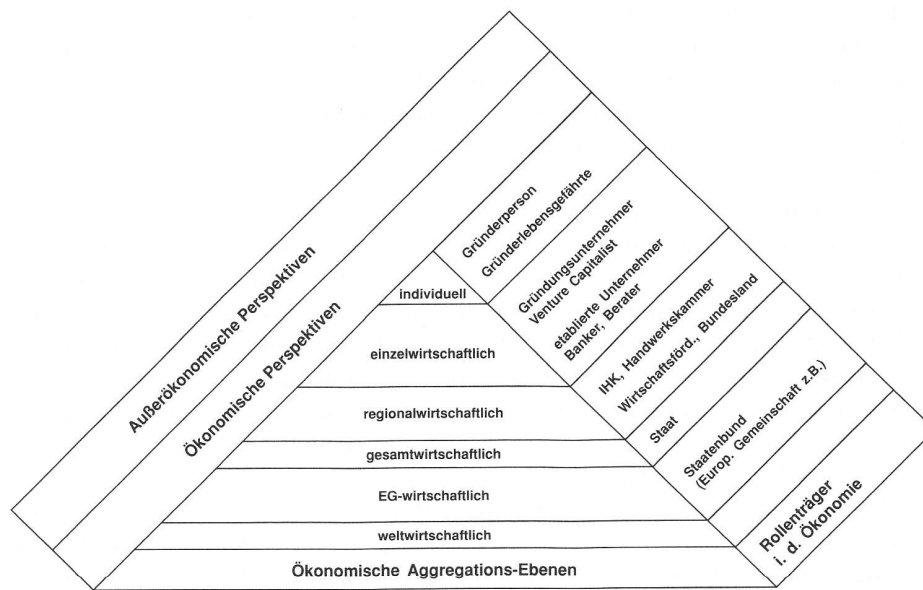 Außerökonomische Perspektiven
Ökonomische Perspektiven
individuell
einzelwirtschaftlich
regionalwirtschaftlich
gesamtwirtschaftlich
EG-wirtschaftlich
weltwirtschaftlich
Ökonomische Aggregations-Ebenen
Gründerperson
Gründerlebensgefährte
Gründungsunternehmer
Venture Capitalist
etablierte Unternehmer
Banker, Berater
IHK, Handwerkskammer
Wirtschaftsförd., Bundesland
Staat
Staatenbund
(Europ. Gemeinschaft z.B.)
Rollenträger
i. d. Ökonomie